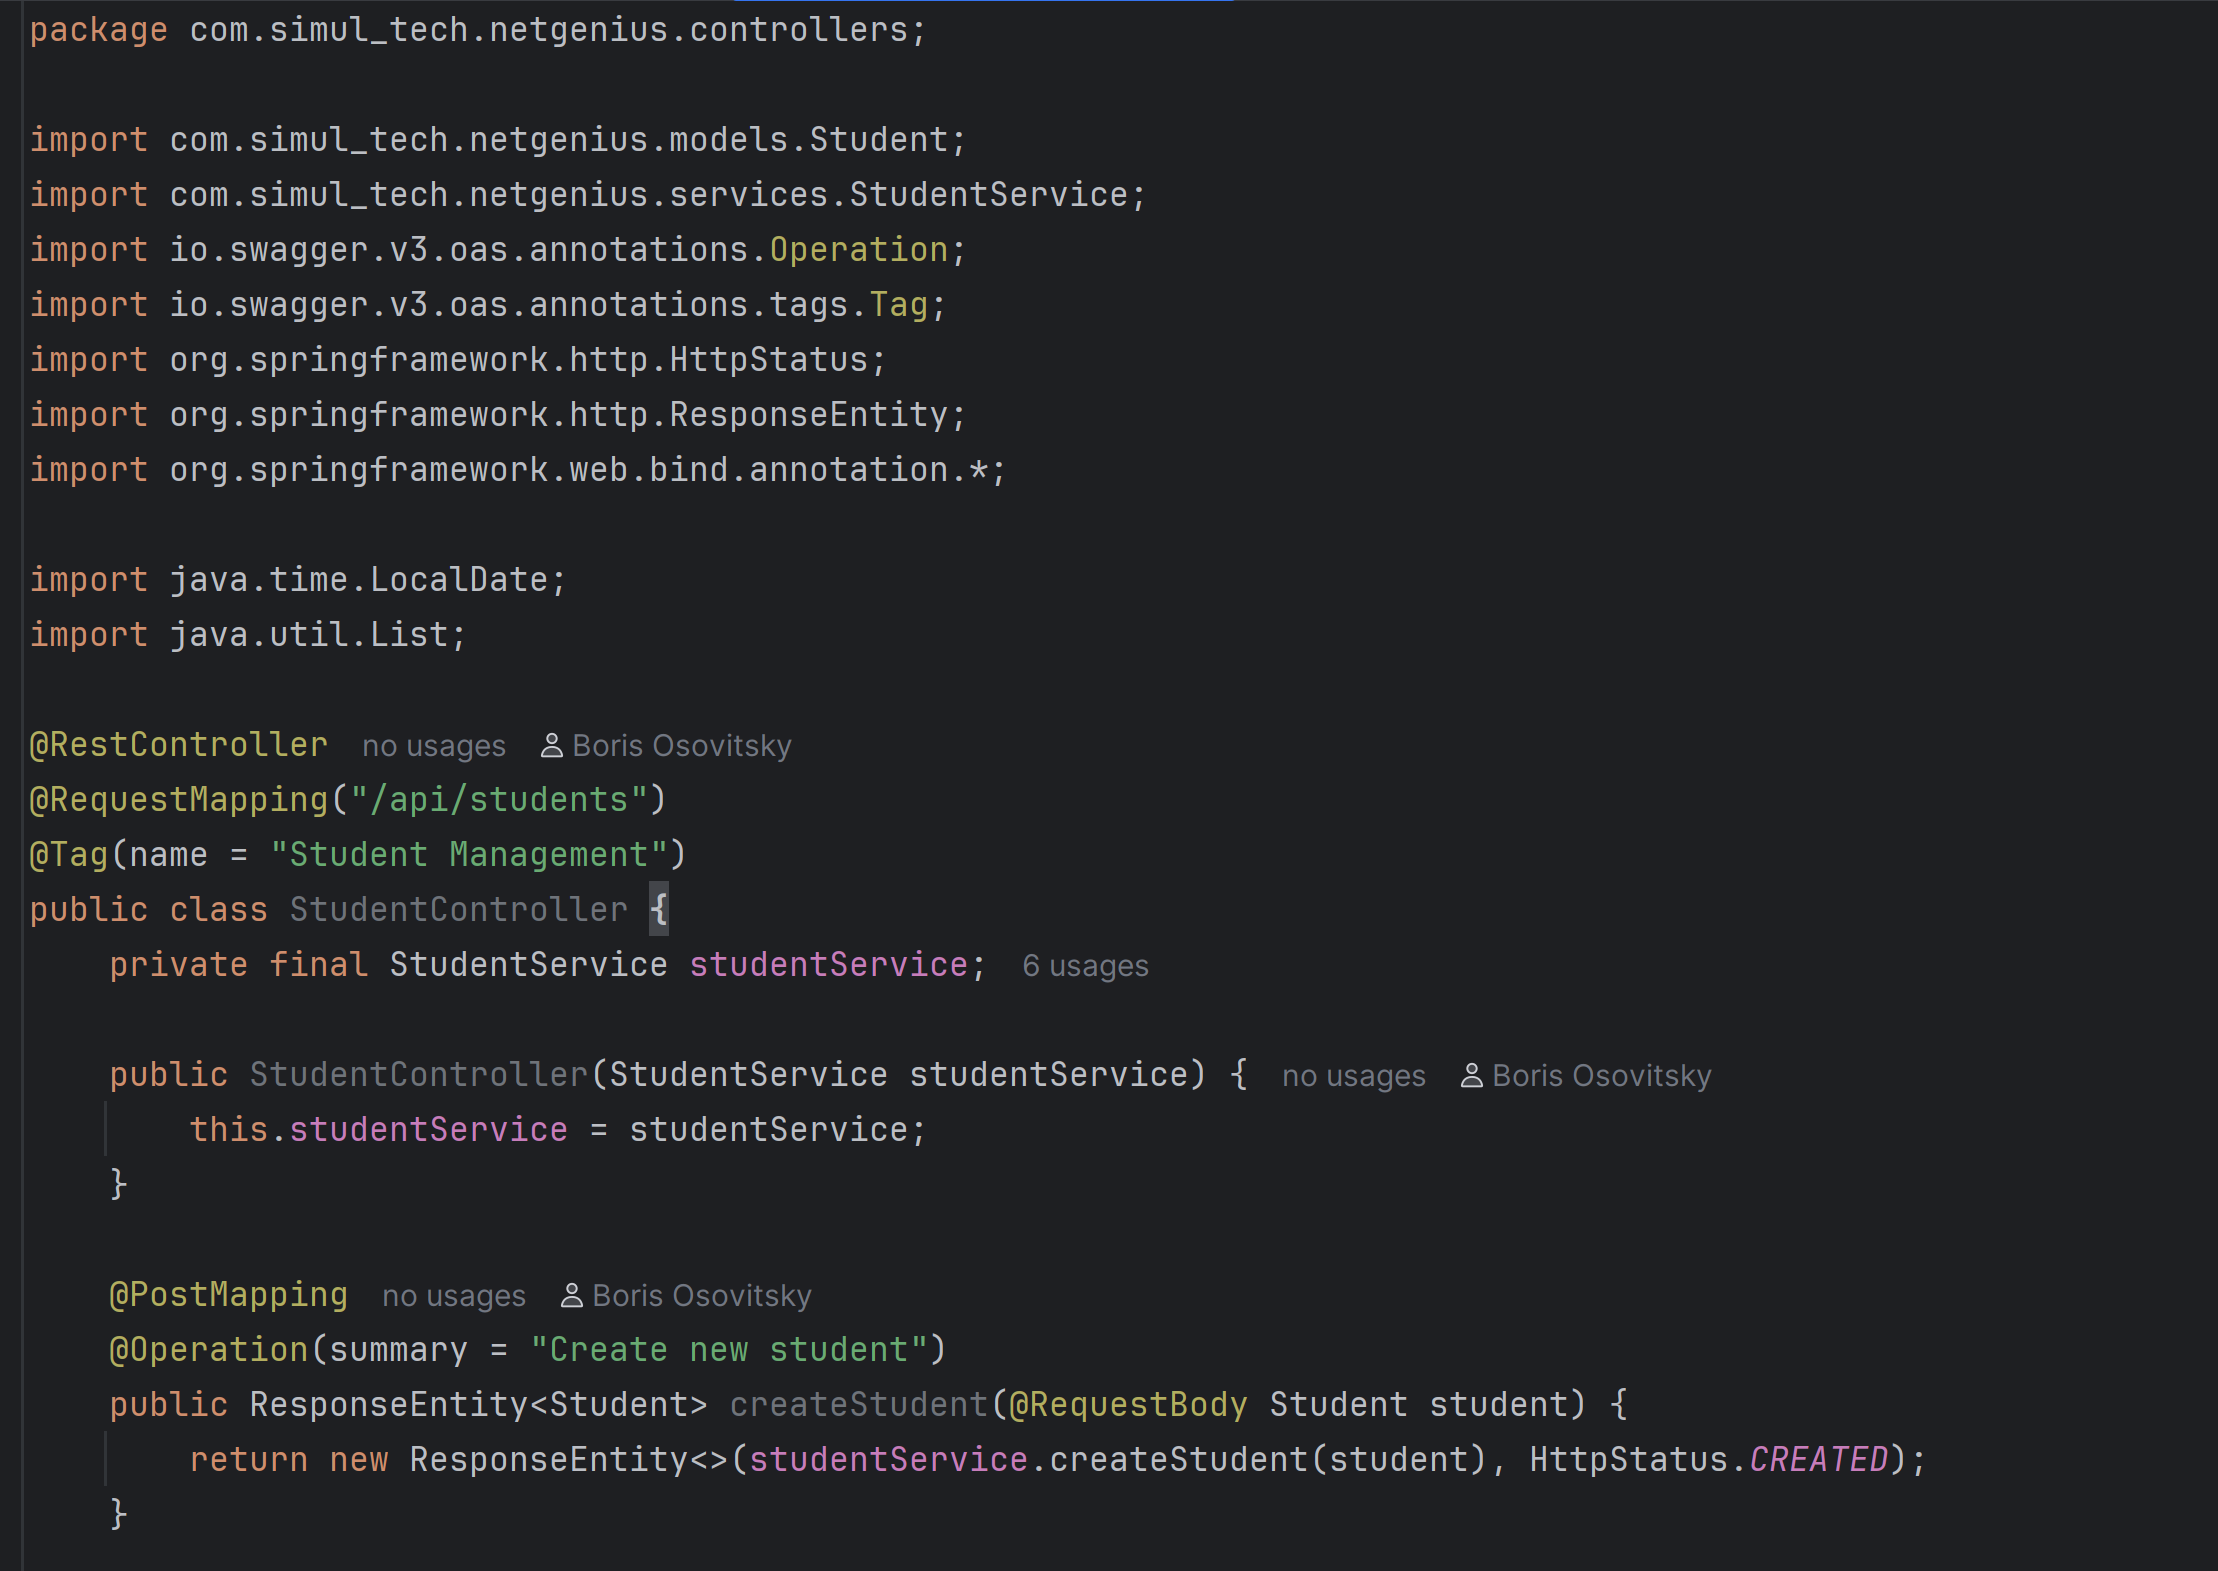 package com.simul_tech.netgenius.controllers;
import com.simul_tech.netgenius.models.Student;
import com.simul_tech.netgenius.services.StudentService;
import io.swagger.v3.oas.annotations.Operation;
import io.swagger.v3.oas.annotations.tags.Tag;
import org.springframework.http.HttpStatus;
import org.springframework.http.ResponseEntity;
import org.springframework.web.bind.annotation.*;
import java.time.LocalDate;
import java.util.List;
@RestController no usages Boris Osovitsky
@RequestMapping("/api/students")
@Tag(name = "Student Management")
public class StudentController {
    private final StudentService studentService; 6 usages
    public StudentController(StudentService studentService) { no usages Boris Osovitsky
        this.studentService = studentService;
    }
    @PostMapping no usages Boris Osovitsky
    @Operation(summary = "Create new student")
    public ResponseEntity<Student> createStudent(@RequestBody Student student) {
        return new ResponseEntity<>(studentService.createStudent(student), HttpStatus.CREATED);
    }